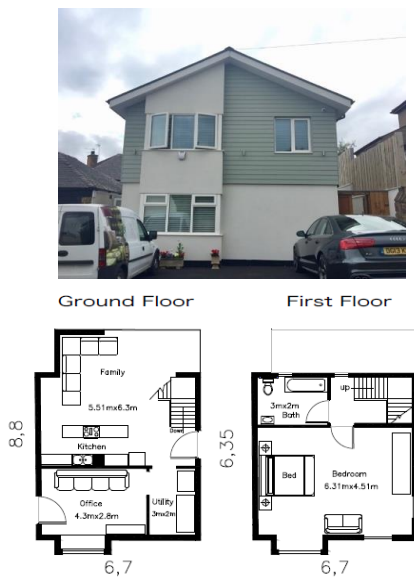 Ground Floor
First Floor
Family
5.51mx6.3m
Down
Kitchen
Office
4.3mx2.8m
Utility
3mx2m
8,8
6,7
3mx2m
Bath
up
Bed
Bedroom
6.31mx4.51m
6,35
6,7